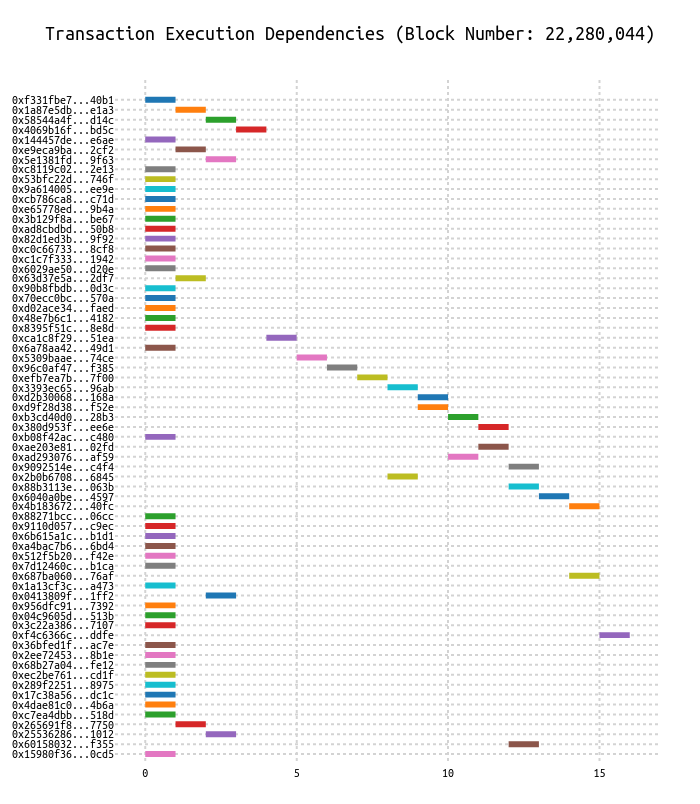 Transaction Execution Dependencies (Block Number: 22,280,044)
0xf331fbe7...40b1
0x1a87e5db...e1a3
0x58544a4f...d14c
0x4069b16f...bd5c
0x144457de...e6ae
0xe9eca9ba...2cf2
0x5e1381fd...9f63
0xc8119c02...2e13
0x53bfc22d...746f
0x9a614005...ee9e
0xcb786ca8...c71d
0xe65778ed...9b4a
0x3b129f8a...be67
0xad8cbdbd...50b8
0x82d1ed3b...9f92
0xc0c66733...8cf8
0xc1c7f333...1942
0x6029ae50...d20e
0x63d37e5a...2df7
0x90b8fbdb...0d3c
0x70ecc0bc...570a
0xd02ace34...faed
0x48e7b6c1...4182
0x8395f51c...8e8d
0xca1c8f29...51ea
0x6a78aa42...49d1
0x5309baae...74ce
0x96c0af47...f385
0xefb7ea7b...7f00
0x3393ec65...96ab
0xd2b30068...168a
0xd9f28d38...f52e
0xb3cd40d0...28b3
0x380d953f...ee6e
0xb08f42ac...c480
0xae203e81...02fd
0xad293076...af59
0x9092514e...c4f4
0x2b0b6708...6845
0x88b3113e...063b
0x6040a0be...4597
0x4b183672...40fc
0x88271bcc...06cc
0x9110d057...c9ec
0x6b615a1c...b1d1
0xa4bac7b6...6bd4
0x512f5b20...f42e
0x7d12460c...b1ca
0x687ba060...76af
0x1a13cf3c...a473
0x0413809f...1ff2
0x956dfc91...7392
0x04c9605d...513b
0x3c22a386...7107
0xf4c6366c...ddfe
0x36bfed1f...ac7e
0x2ee72453...8b1e
0x68b27a04...fe12
0xec2be761...cd1f
0x289f2251...8975
0x17c38a56...dc1c
0x4dae81c0...4b6a
0xc7ea4dbb...518d
0x265691f8...7750
0x25536286...1012
0x60158032...f355
0x15980f36...0cd5
0 5 10 15